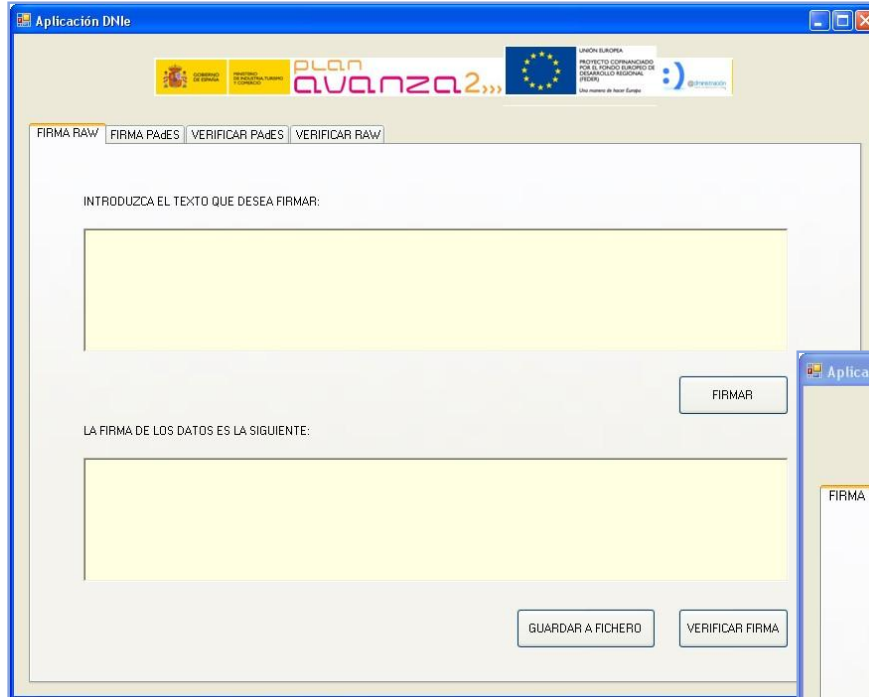 Aplicación DNIe
GOBIERNO
DE ESPAÑA
MINISTERIO
DE INDUSTRIA, TURISMO
Y COMERCIO
PLAN
avanza2
UNIÓN EUROPEA
PROYECTO COFINANCIADO
POR EL FONDO EUROPEO DE
DESARROLLO REGIONAL
(FEDER)
Una manera de hacer Europa
@dministración
FIRMA RAW FIRMA PAdES VERIFICAR PAdES VERIFICAR RAW
INTRODUZCA EL TEXTO QUE DESEA FIRMAR:
FIRMAR
Aplica
LA FIRMA DE LOS DATOS ES LA SIGUIENTE:
FIRMA
GUARDAR A FICHERO VERIFICAR FIRMA